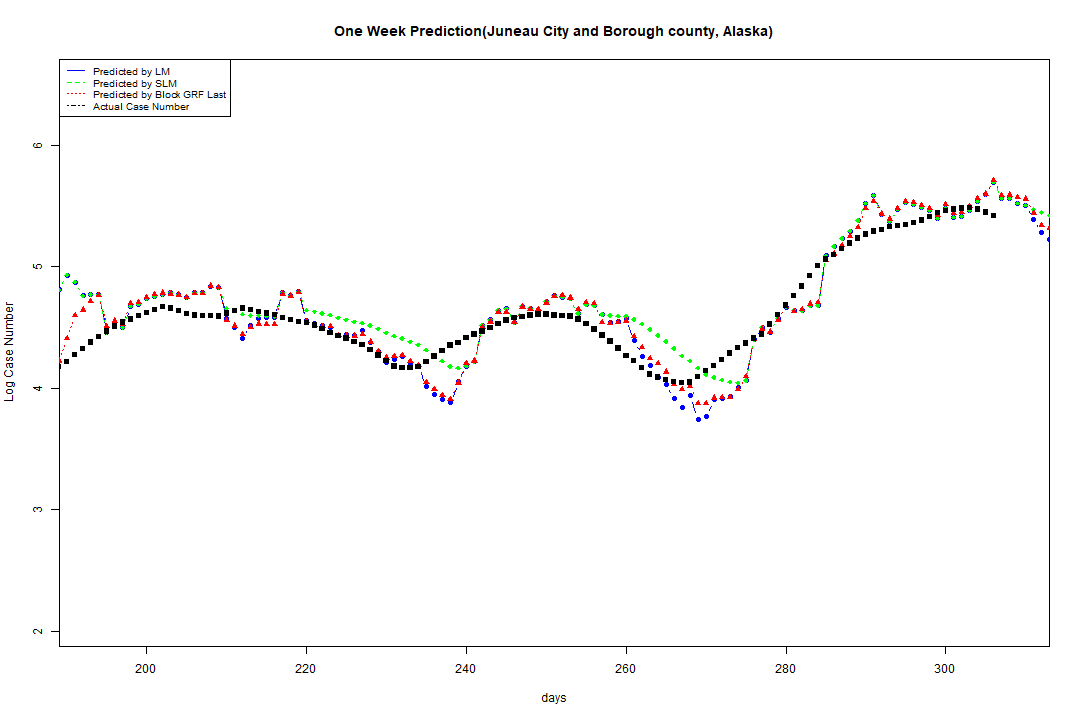 One Week Prediction(Juneau City and Borough county, Alaska)
Predicted by LM
Predicted by SLM
Predicted by Block GRF Last
Actual Case Number
Log Case Number
6
5
4
3
2
200 220 240 260 280 300
days